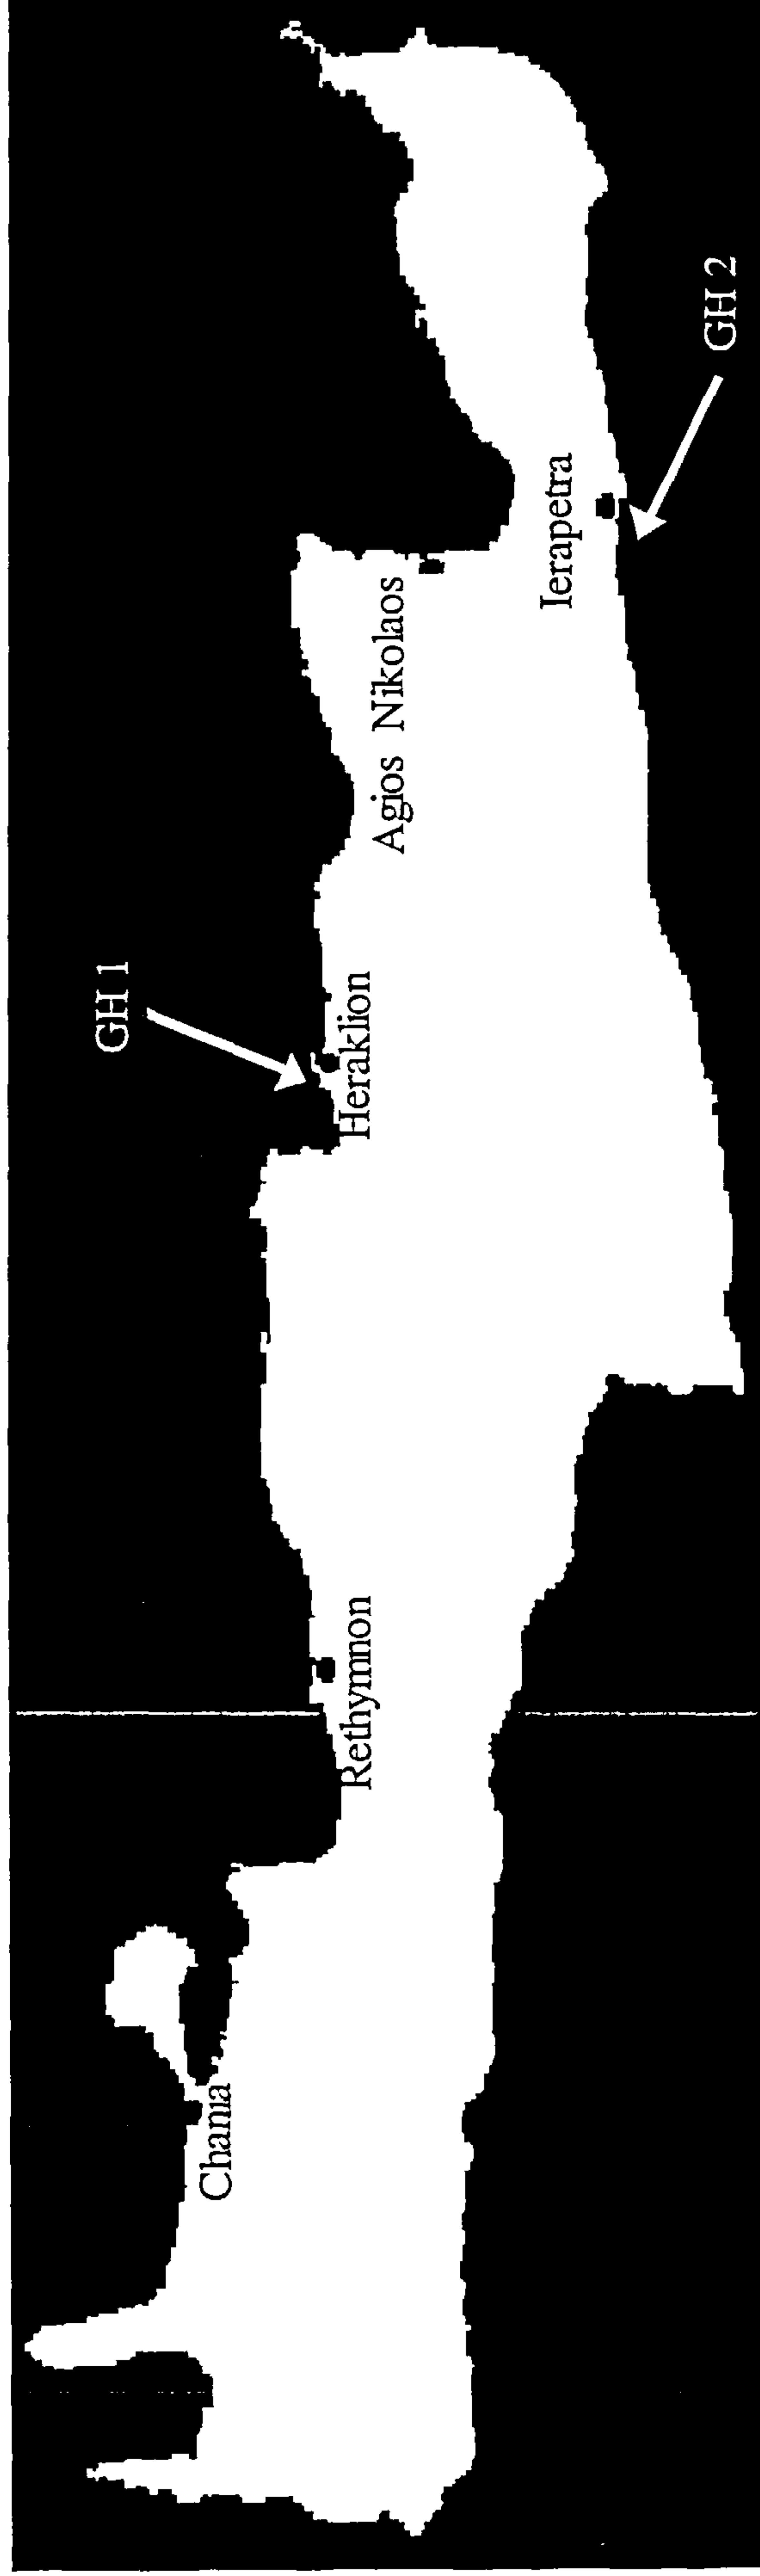 GH 1
Chania
Rethymnon
Heraklion
Agios Nikolaos
Ierapetra
GH 2